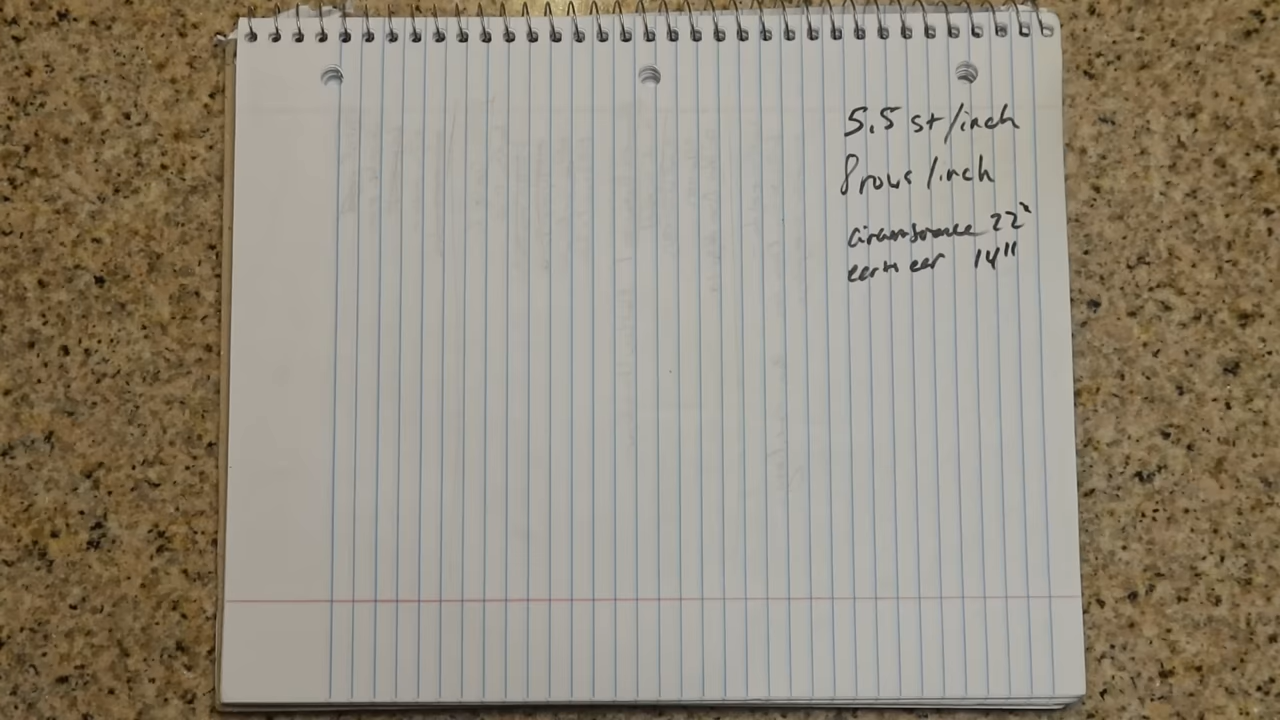 5.5 st/inch
8 rows/inch
circumference 22"
ear to ear 14"